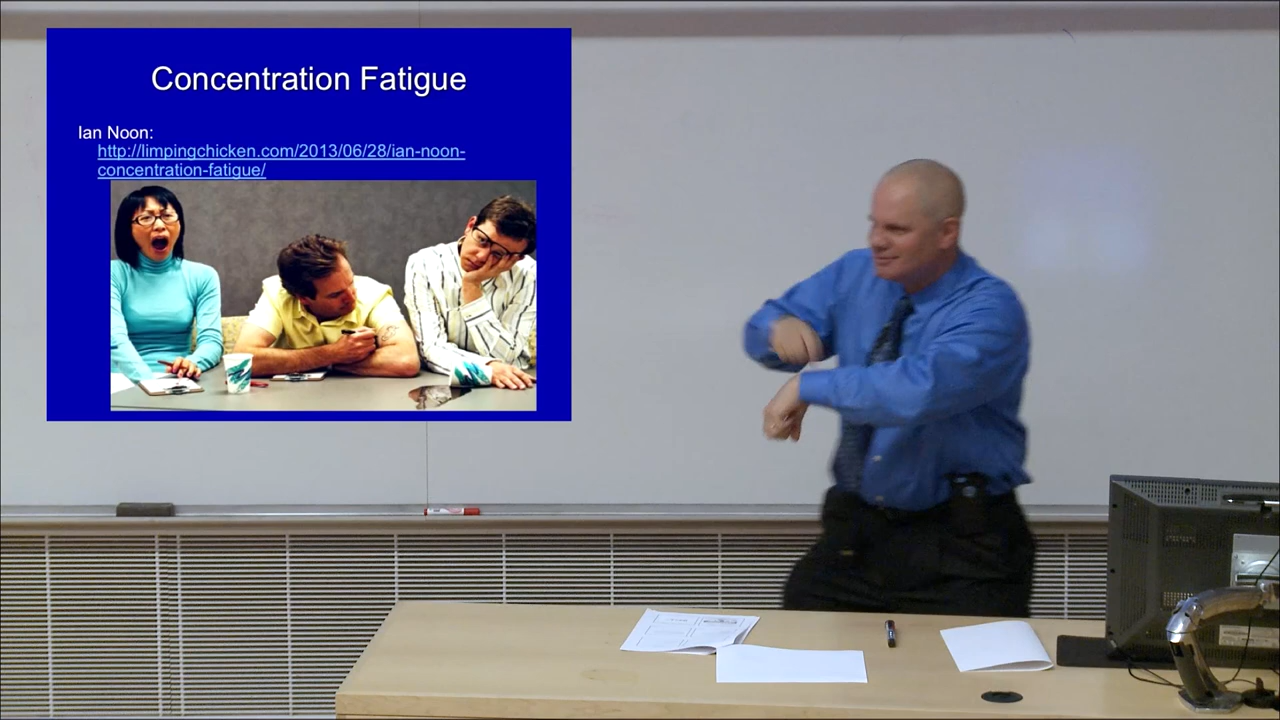 Concentration Fatigue
Ian Noon:
http://limpingchicken.com/2013/06/28/ian-noon-
concentration-fatigue/